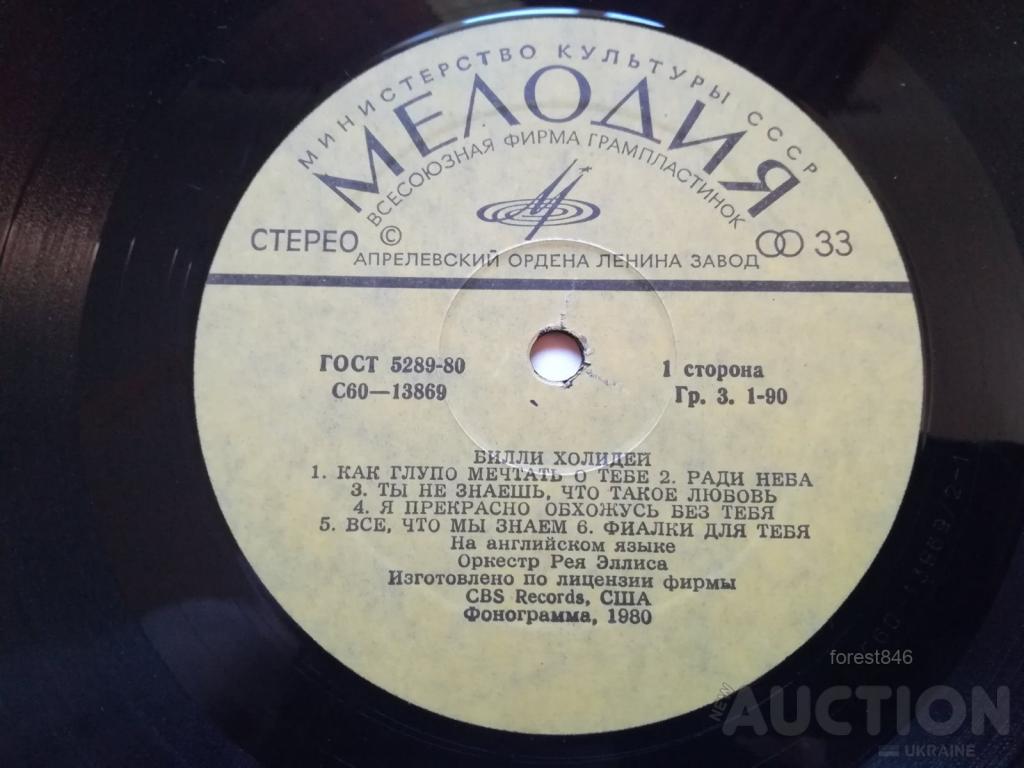 МИНИСТЕРСТВО КУЛЬТУРЫ СССР
МЕЛОДИЯ
ВСЕСОЮЗНАЯ ФИРМА ГРАМПЛАСТИНОК
СТЕРЕО © 33
АПРЕЛЕВСКИЙ ОРДЕНА ЛЕНИНА ЗАВОД
ГОСТ 5289-80
С60—13869
1 сторона
Гр. 3. 1-90
БИЛЛИ ХОЛИДЕЙ
1. КАК ГЛУПО МЕЧТАТЬ О ТЕБЕ 2. РАДИ НЕБА
3. ТЫ НЕ ЗНАЕШЬ, ЧТО ТАКОЕ ЛЮБОВЬ
4. Я ПРЕКРАСНО ОБХОЖУСЬ БЕЗ ТЕБЯ
5. ВСЕ, ЧТО МЫ ЗНАЕМ 6. ФИАЛКИ ДЛЯ ТЕБЯ
На английском языке
Оркестр Рея Эллиса
Изготовлено по лицензии фирмы
CBS Records, США
Фонограмма, 1980
forest846
NEW AUCTION
UKRAINE